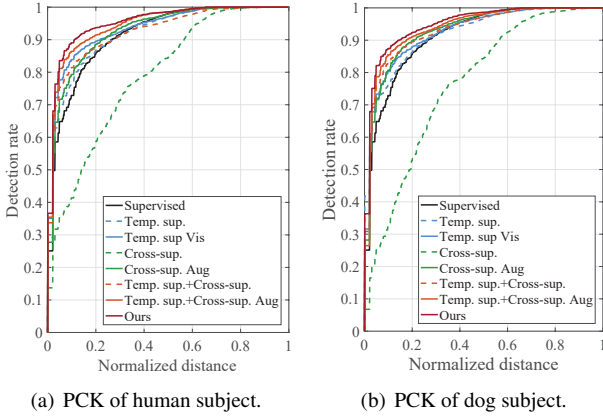 Detection rate
1
0.9
0.8
0.7
0.6
0.5
0.4
0.3
0.2
0.1
0
Supervised
Temp. sup.
Temp. sup Vis
Cross-sup.
Cross-sup. Aug
Temp. sup.+Cross-sup.
Temp. sup.+Cross-sup. Aug
Ours
0 0.2 0.4 0.6 0.8 1
Normalized distance
(a) PCK of human subject.
Detection rate
1
0.9
0.8
0.7
0.6
0.5
0.4
0.3
0.2
0.1
0
Supervised
Temp. sup.
Temp. sup Vis
Cross-sup.
Cross-sup. Aug
Temp. sup.+Cross-sup.
Temp. sup.+Cross-sup. Aug
Ours
0 0.2 0.4 0.6 0.8 1
Normalized distance
(b) PCK of dog subject.